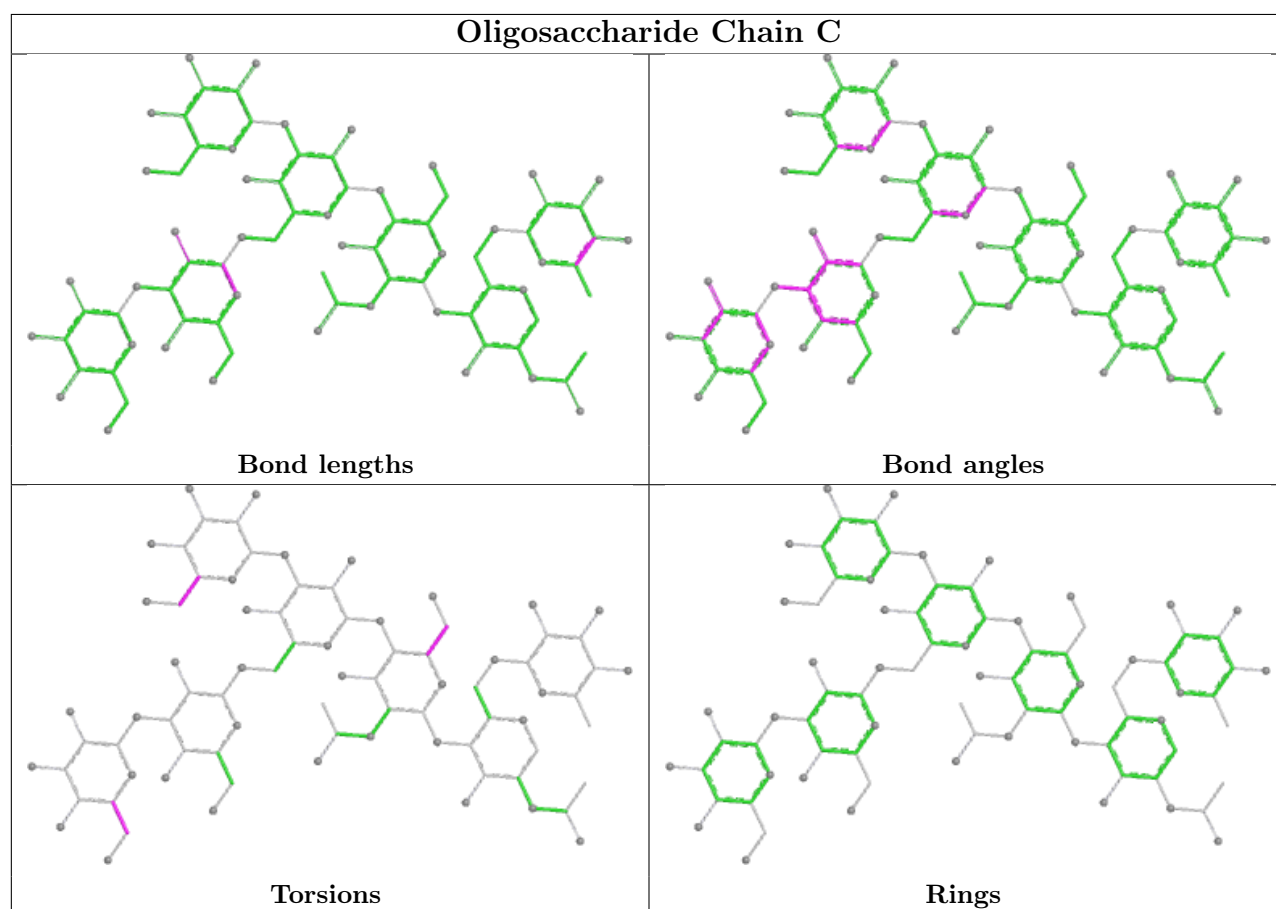 Oligosaccharide Chain C
Bond lengths
Bond angles
Torsions
Rings